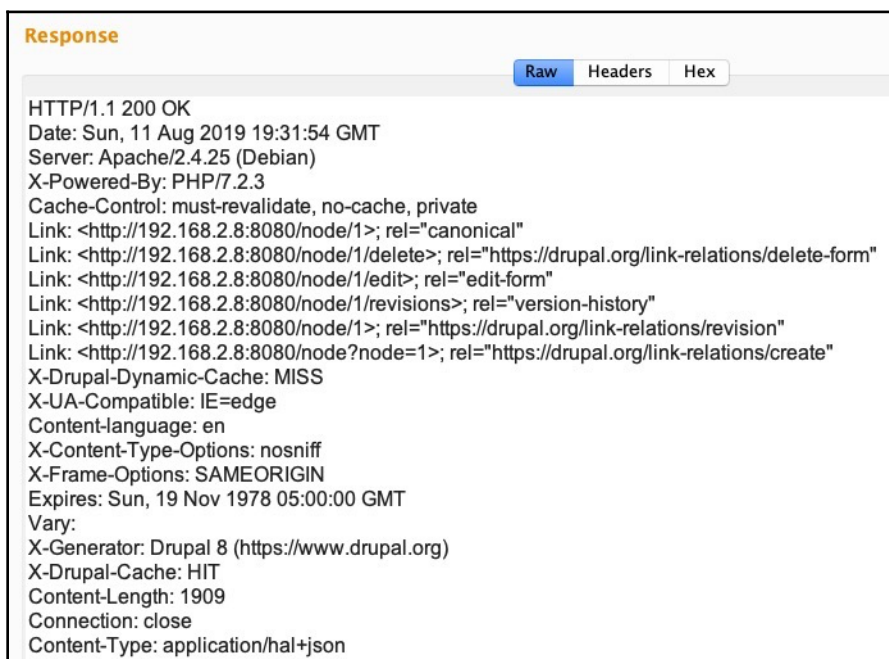 Response
Raw Headers Hex
HTTP/1.1 200 OK
Date: Sun, 11 Aug 2019 19:31:54 GMT
Server: Apache/2.4.25 (Debian)
X-Powered-By: PHP/7.2.3
Cache-Control: must-revalidate, no-cache, private
Link: <http://192.168.2.8:8080/node/1>; rel="canonical"
Link: <http://192.168.2.8:8080/node/1/delete>; rel="https://drupal.org/link-relations/delete-form"
Link: <http://192.168.2.8:8080/node/1/edit>; rel="edit-form"
Link: <http://192.168.2.8:8080/node/1/revisions>; rel="version-history"
Link: <http://192.168.2.8:8080/node/1>; rel="https://drupal.org/link-relations/revision"
Link: <http://192.168.2.8:8080/node?node=1>; rel="https://drupal.org/link-relations/create"
X-Drupal-Dynamic-Cache: MISS
X-UA-Compatible: IE=edge
Content-language: en
X-Content-Type-Options: nosniff
X-Frame-Options: SAMEORIGIN
Expires: Sun, 19 Nov 1978 05:00:00 GMT
Vary:
X-Generator: Drupal 8 (https://www.drupal.org)
X-Drupal-Cache: HIT
Content-Length: 1909
Connection: close
Content-Type: application/hal+json